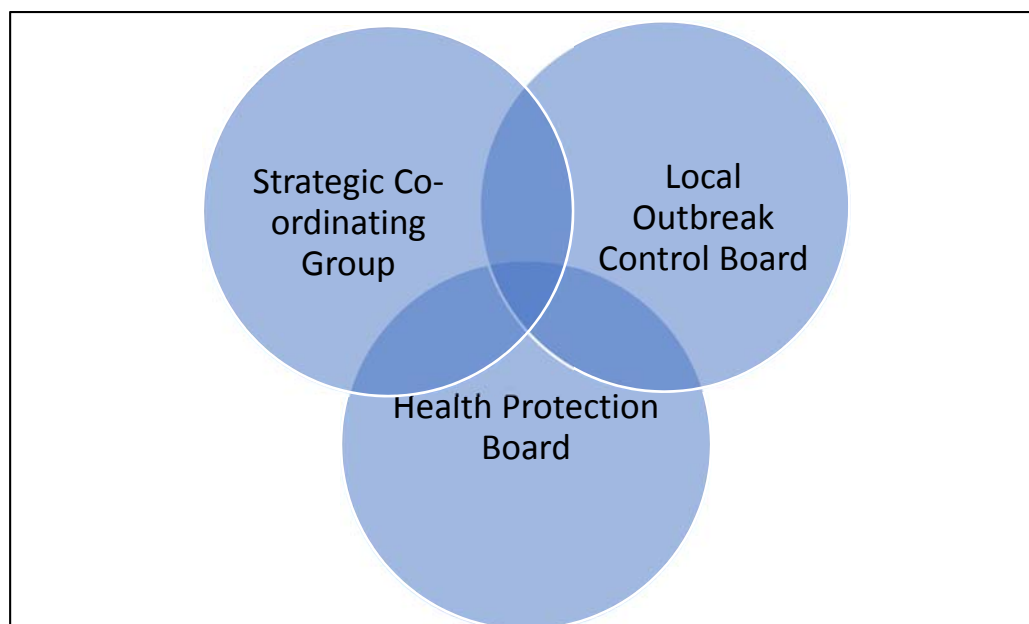 Strategic Co-
ordinating
Group
Local
Outbreak
Control Board
Health Protection
Board